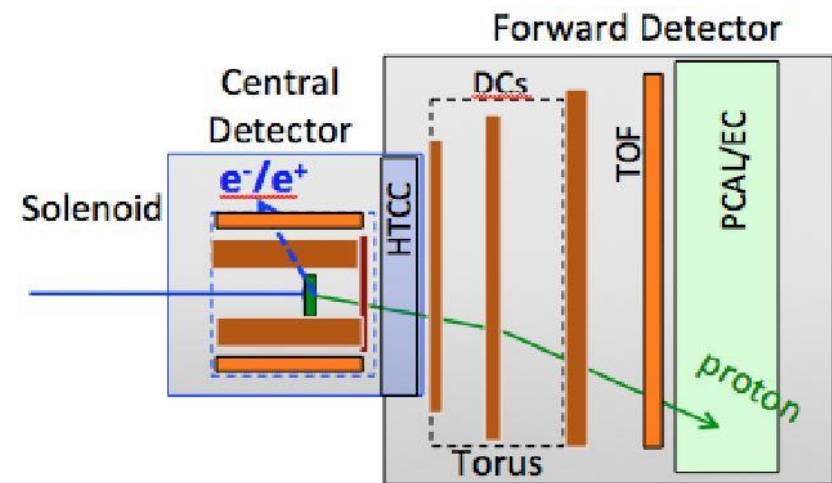 Forward Detector
Central
Detector
DCs
e-/e+
Solenoid
HTCC
TOF
PCAL/EC
proton
Torus